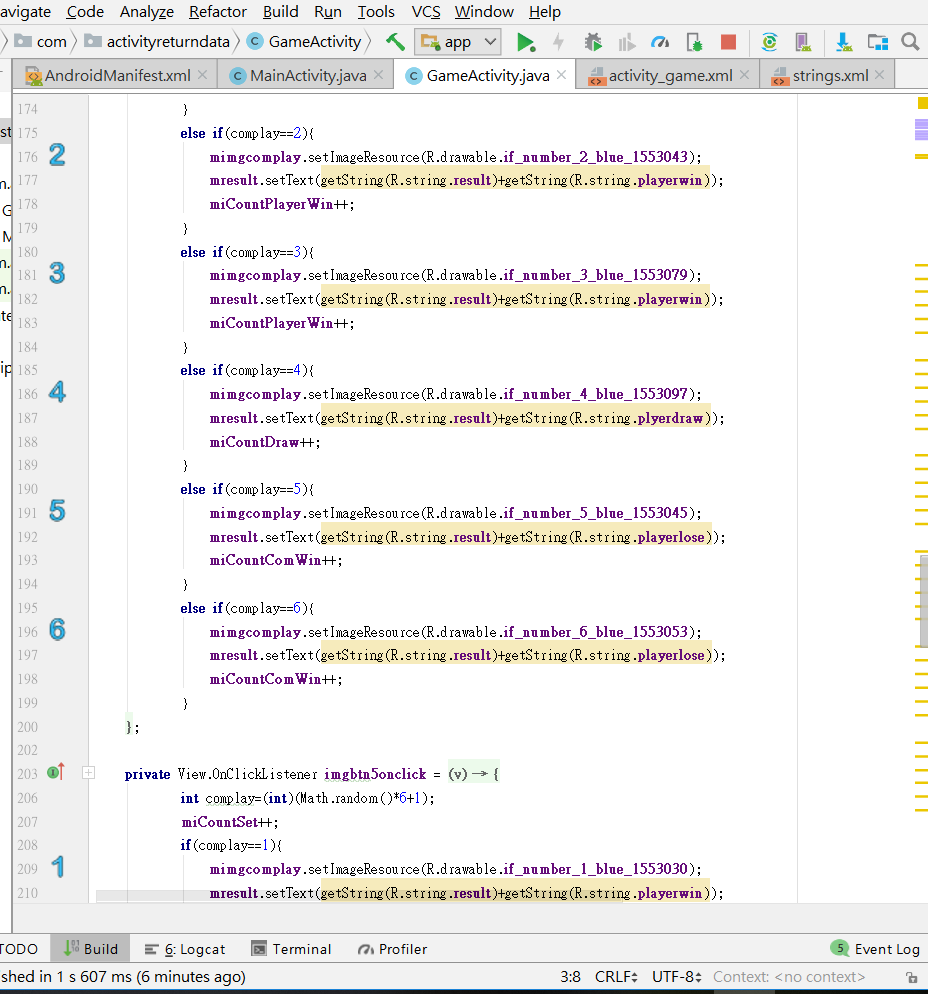 avigate Code Analyze Refactor Build Run Tools VCS Window Help
com activityreturndata GameActivity app
AndroidManifest.xml MainActivity.java GameActivity.java activity_game.xml strings.xml
174 }
175 else if(complay==2){
176 mimgcomplay.setImageResource(R.drawable.if_number_2_blue_1553043);
177 mresult.setText(getString(R.string.result)+getString(R.string.playerwin));
178 miCountPlayerWin++;
179 }
180 else if(complay==3){
181 mimgcomplay.setImageResource(R.drawable.if_number_3_blue_1553079);
182 mresult.setText(getString(R.string.result)+getString(R.string.playerwin));
183 miCountPlayerWin++;
184 }
185 else if(complay==4){
186 mimgcomplay.setImageResource(R.drawable.if_number_4_blue_1553097);
187 mresult.setText(getString(R.string.result)+getString(R.string.plyerdraw));
188 miCountDraw++;
189 }
190 else if(complay==5){
191 mimgcomplay.setImageResource(R.drawable.if_number_5_blue_1553045);
192 mresult.setText(getString(R.string.result)+getString(R.string.playerlose));
193 miCountComWin++;
194 }
195 else if(complay==6){
196 mimgcomplay.setImageResource(R.drawable.if_number_6_blue_1553053);
197 mresult.setText(getString(R.string.result)+getString(R.string.playerlose));
198 miCountComWin++;
199 }
200 };
202
203 private View.OnClickListener imgbtn5onclick = (v) → {
206 int complay=(int)(Math.random()*6+1);
207 miCountSet++;
208 if(complay==1){
209 mimgcomplay.setImageResource(R.drawable.if_number_1_blue_1553030);
210 mresult.setText(getString(R.string.result)+getString(R.string.playerwin));
TODO Build 6: Logcat Terminal Profiler 5 Event Log
shed in 1 s 607 ms (6 minutes ago) 3:8 CRLF UTF-8 Context: <no context>